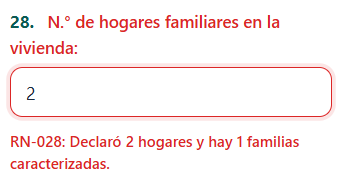 28. N.° de hogares familiares en la
vivienda:
2
RN-028: Declaró 2 hogares y hay 1 familias
caracterizadas.